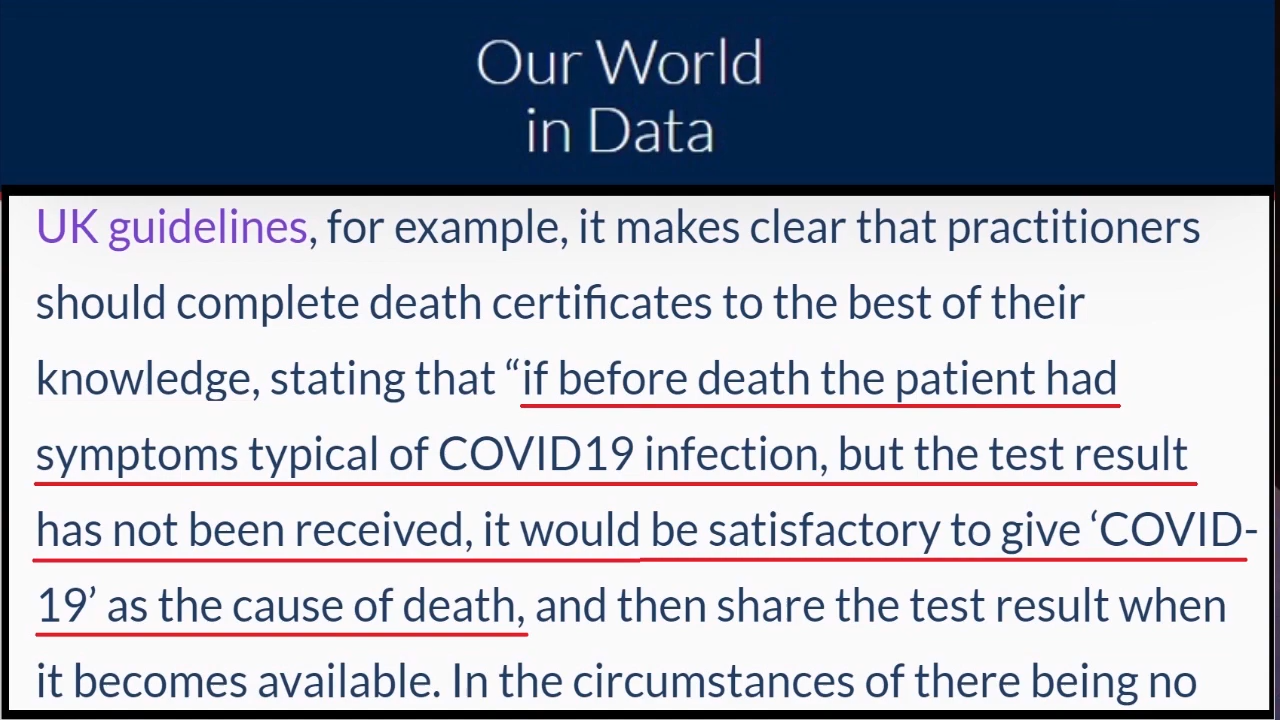 Our World
in Data
UK guidelines, for example, it makes clear that practitioners
should complete death certificates to the best of their
knowledge, stating that “if before death the patient had
symptoms typical of COVID19 infection, but the test result
has not been received, it would be satisfactory to give ‘COVID-
19’ as the cause of death, and then share the test result when
it becomes available. In the circumstances of there being no